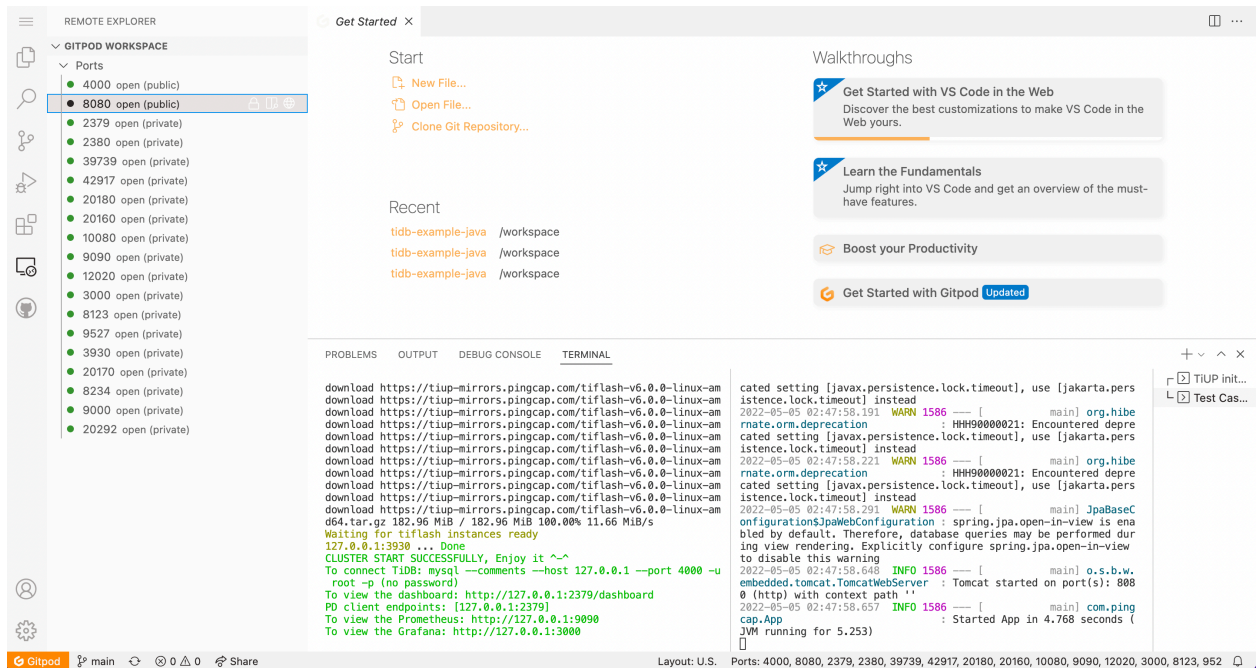 REMOTE EXPLORER
GITPOD WORKSPACE
Ports
4000 open (public)
8080 open (public)
2379 open (private)
2380 open (private)
39739 open (private)
42917 open (private)
20180 open (private)
20160 open (private)
10080 open (private)
9090 open (private)
12020 open (private)
3000 open (private)
8123 open (private)
9527 open (private)
3930 open (private)
20170 open (private)
8234 open (private)
9000 open (private)
20292 open (private)
Get Started
Start
New File...
Open File...
Clone Git Repository...
Recent
tidb-example-java /workspace
tidb-example-java /workspace
tidb-example-java /workspace
Walkthroughs
Get Started with VS Code in the Web
Discover the best customizations to make VS Code in the
Web yours.
Learn the Fundamentals
Jump right into VS Code and get an overview of the must-
have features.
Boost your Productivity
Get Started with Gitpod Updated
PROBLEMS OUTPUT DEBUG CONSOLE TERMINAL
download https://tiup-mirrors.pingcap.com/tiflash-v6.0.0-linux-am
download https://tiup-mirrors.pingcap.com/tiflash-v6.0.0-linux-am
download https://tiup-mirrors.pingcap.com/tiflash-v6.0.0-linux-am
download https://tiup-mirrors.pingcap.com/tiflash-v6.0.0-linux-am
download https://tiup-mirrors.pingcap.com/tiflash-v6.0.0-linux-am
download https://tiup-mirrors.pingcap.com/tiflash-v6.0.0-linux-am
download https://tiup-mirrors.pingcap.com/tiflash-v6.0.0-linux-am
download https://tiup-mirrors.pingcap.com/tiflash-v6.0.0-linux-am
download https://tiup-mirrors.pingcap.com/tiflash-v6.0.0-linux-am
download https://tiup-mirrors.pingcap.com/tiflash-v6.0.0-linux-am
download https://tiup-mirrors.pingcap.com/tiflash-v6.0.0-linux-am
d64.tar.gz 182.96 MiB / 182.96 MiB 100.00% 11.66 MiB/s
Waiting for tiflash instances ready
127.0.0.1:3930 ... Done
CLUSTER START SUCCESSFULLY, Enjoy it ^-^
To connect TiDB: mysql --comments --host 127.0.0.1 --port 4000 -u
root -p (no password)
To view the dashboard: http://127.0.0.1:2379/dashboard
PD client endpoints: [127.0.0.1:2379]
To view the Prometheus: http://127.0.0.1:9090
To view the Grafana: http://127.0.0.1:3000
cated setting [javax.persistence.lock.timeout], use [jakarta.pers
istence.lock.timeout] instead
2022-05-05 02:47:58.191 WARN 1586 --- [ main] org.hibe
rnate.orm.deprecation : HHH90000021: Encountered depre
cated setting [javax.persistence.lock.timeout], use [jakarta.pers
istence.lock.timeout] instead
2022-05-05 02:47:58.221 WARN 1586 --- [ main] org.hibe
rnate.orm.deprecation : HHH90000021: Encountered depre
cated setting [javax.persistence.lock.timeout], use [jakarta.pers
istence.lock.timeout] instead
2022-05-05 02:47:58.291 WARN 1586 --- [ main] JpaBaseC
onfiguration$JpaWebConfiguration : spring.jpa.open-in-view is ena
bled by default. Therefore, database queries may be performed dur
ing view rendering. Explicitly configure spring.jpa.open-in-view
to disable this warning
2022-05-05 02:47:58.648 INFO 1586 --- [ main] o.s.b.w.
embedded.tomcat.TomcatWebServer : Tomcat started on port(s): 808
0 (http) with context path ''
2022-05-05 02:47:58.657 INFO 1586 --- [ main] com.ping
cap.App : Started App in 4.768 seconds (
JVM running for 5.253)
TiUP init...
Test Cas...
Gitpod main 0 0 Share
Layout: U.S. Ports: 4000, 8080, 2379, 2380, 39739, 42917, 20180, 20160, 10080, 9090, 12020, 3000, 8123, 952